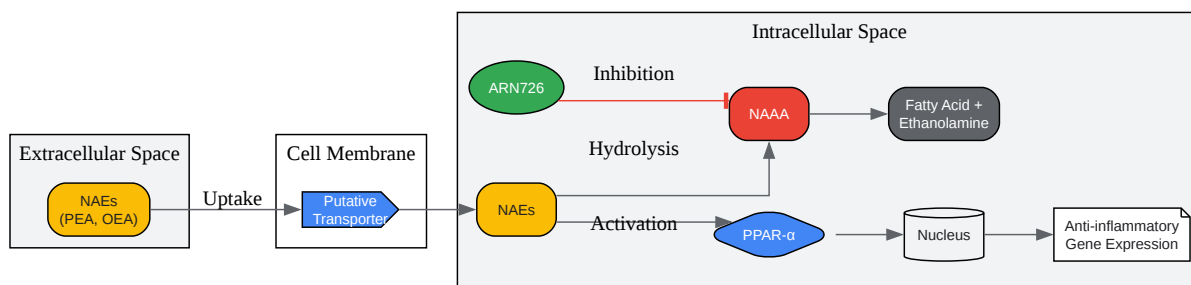 Intracellular Space
ARN726
Inhibition
NAAA
Fatty Acid +
Ethanolamine
Extracellular Space
NAEs
(PEA, OEA)
Uptake
Cell Membrane
Putative
Transporter
Hydrolysis
NAEs
Activation
PPAR-α
Nucleus
Anti-inflammatory
Gene Expression